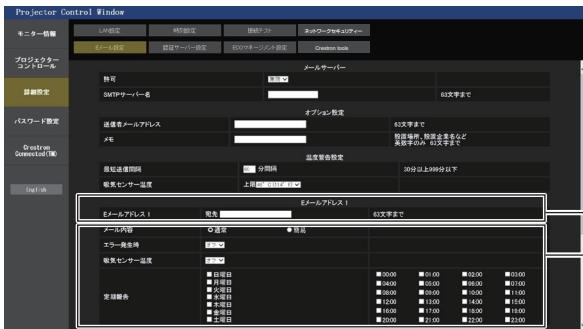 Projector Control Window
モニター情報
プロジェクター
コントロール
詳細設定
パスワード設定
Crestron
Connected(TM)
English
LAN設定 時刻設定 接続テスト ネットワークセキュリティー
Eメール設定 認証サーバー設定 ECOマネージメント設定 Crestron tools
メールサーバー
許可 無効
SMTPサーバー名 63文字まで
オプション設定
送信者メールアドレス 63文字まで
メモ 設置場所、設置企業名など
英数字のみ 63文字まで
温度警告設定
最短送信間隔 60 分間隔 30分以上999分以下
吸気センサー温度 上限
Eメールアドレス 1
Eメールアドレス 1 宛先 63文字まで
メール内容 通常 簡易
エラー発生時 オフ
吸気センサー温度 オフ
定期報告
日曜日
月曜日
火曜日
水曜日
木曜日
金曜日
土曜日
00:00 01:00 02:00 03:00
04:00 05:00 06:00 07:00
08:00 09:00 10:00 11:00
12:00 13:00 14:00 15:00
16:00 17:00 18:00 19:00
20:00 21:00 22:00 23:00